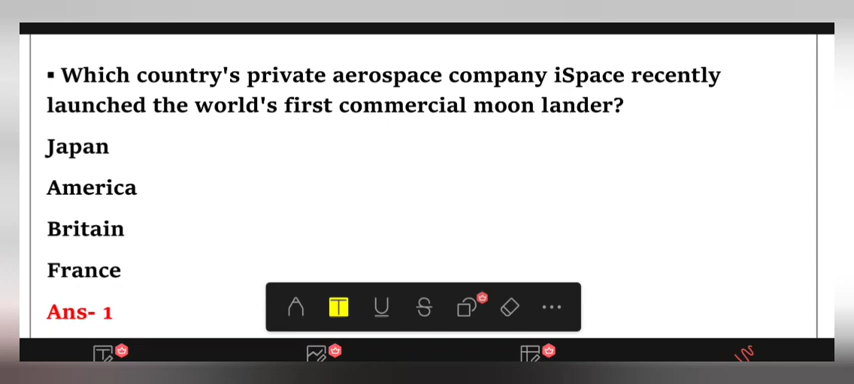 ▪ Which country's private aerospace company iSpace recently
launched the world's first commercial moon lander?
Japan
America
Britain
France
Ans- 1